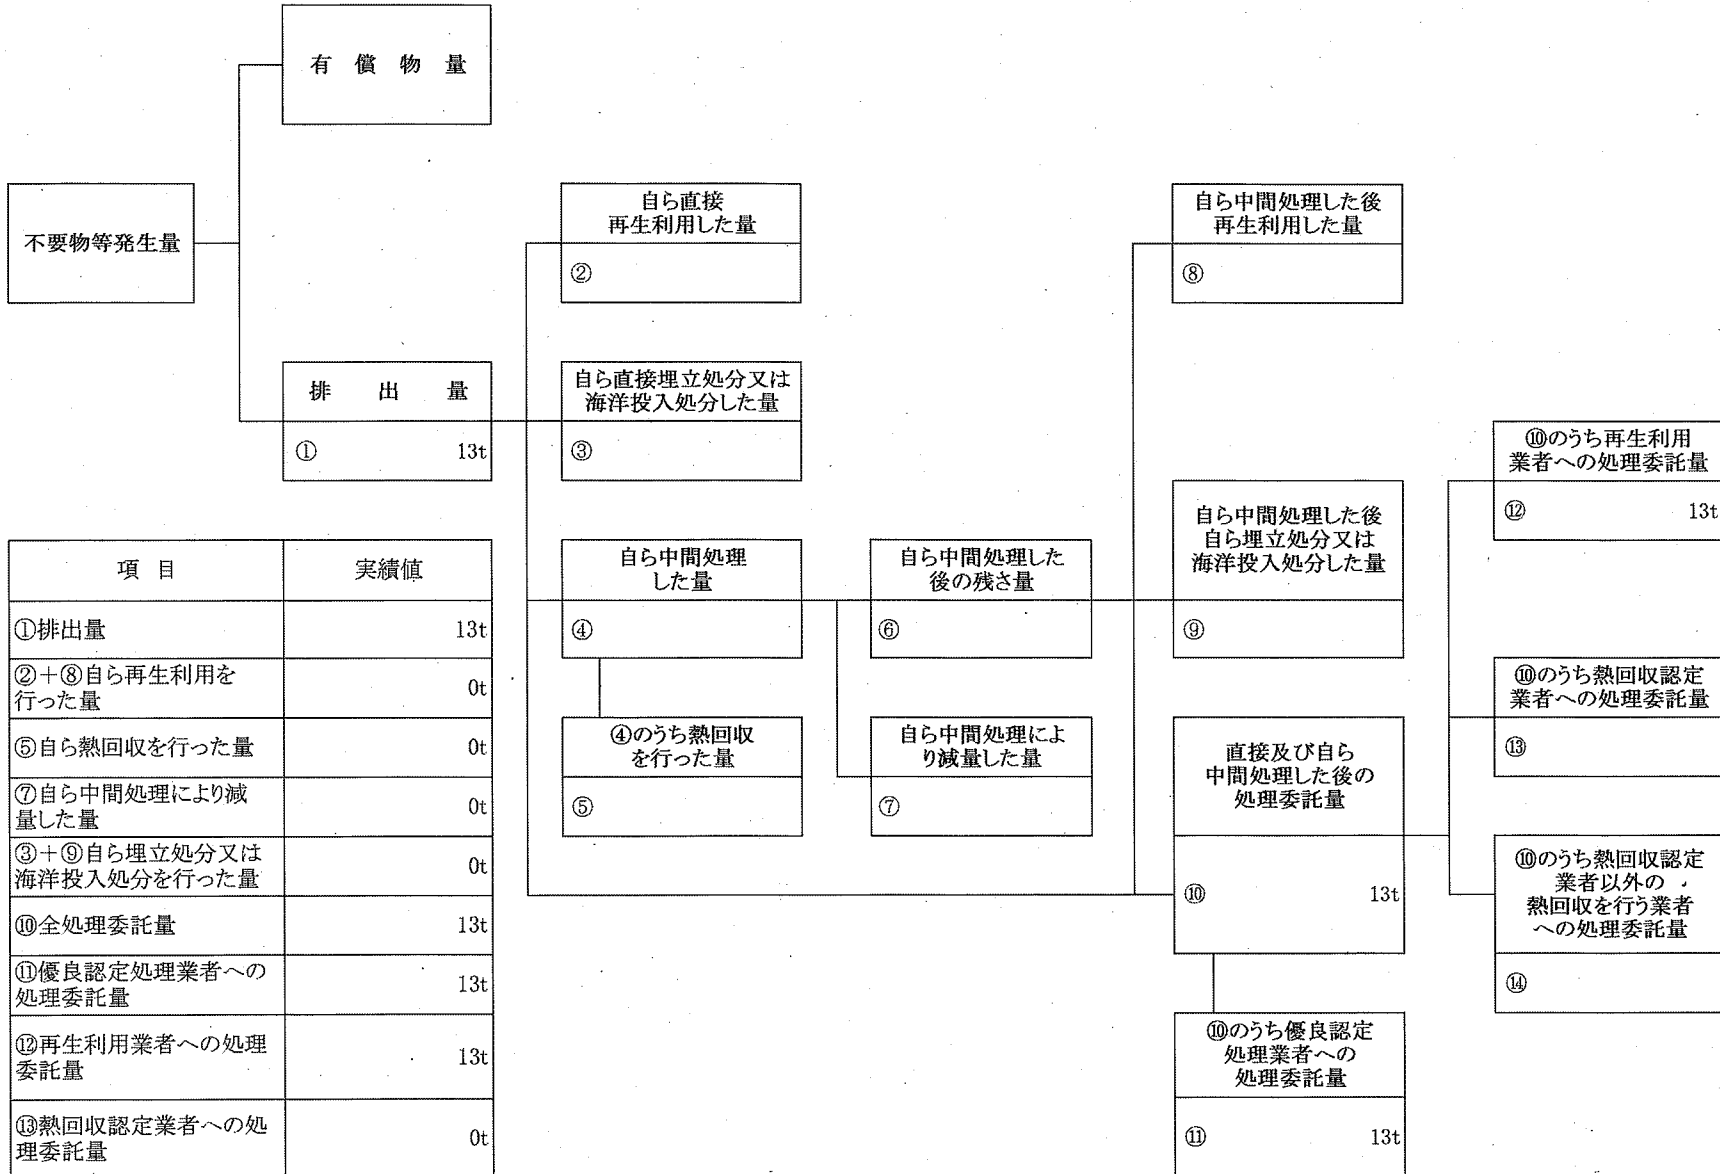 有償物量
不要物等発生量
自ら直接
再生利用した量
②
自ら中間処理した後
再生利用した量
⑧
排出量
① 13t
自ら直接埋立処分又は
海洋投入処分した量
③
⑩のうち再生利用
業者への処理委託量
⑫ 13t
自ら中間処理
した量
④
自ら中間処理した
後の残さ量
⑥
自ら中間処理した後
自ら埋立処分又は
海洋投入処分した量
⑨
④のうち熱回収
を行った量
⑤
自ら中間処理によ
り減量した量
⑦
直接及び自ら
中間処理した後の
処理委託量
⑩ 13t
⑩のうち熱回収認定
業者への処理委託量
⑬
⑩のうち熱回収認定
業者以外の
熱回収を行う業者
への処理委託量
⑭
⑩のうち優良認定
処理業者への
処理委託量
⑪ 13t
項目 実績値
①排出量 13t
②+⑧自ら再生利用を
行った量 0t
⑤自ら熱回収を行った量 0t
⑦自ら中間処理により減
量した量 0t
③+⑨自ら埋立処分又は
海洋投入処分を行った量 0t
⑩全処理委託量 13t
⑪優良認定処理業者への
処理委託量 13t
⑫再生利用業者への処理
委託量 13t
⑬熱回収認定業者への処
理委託量 0t